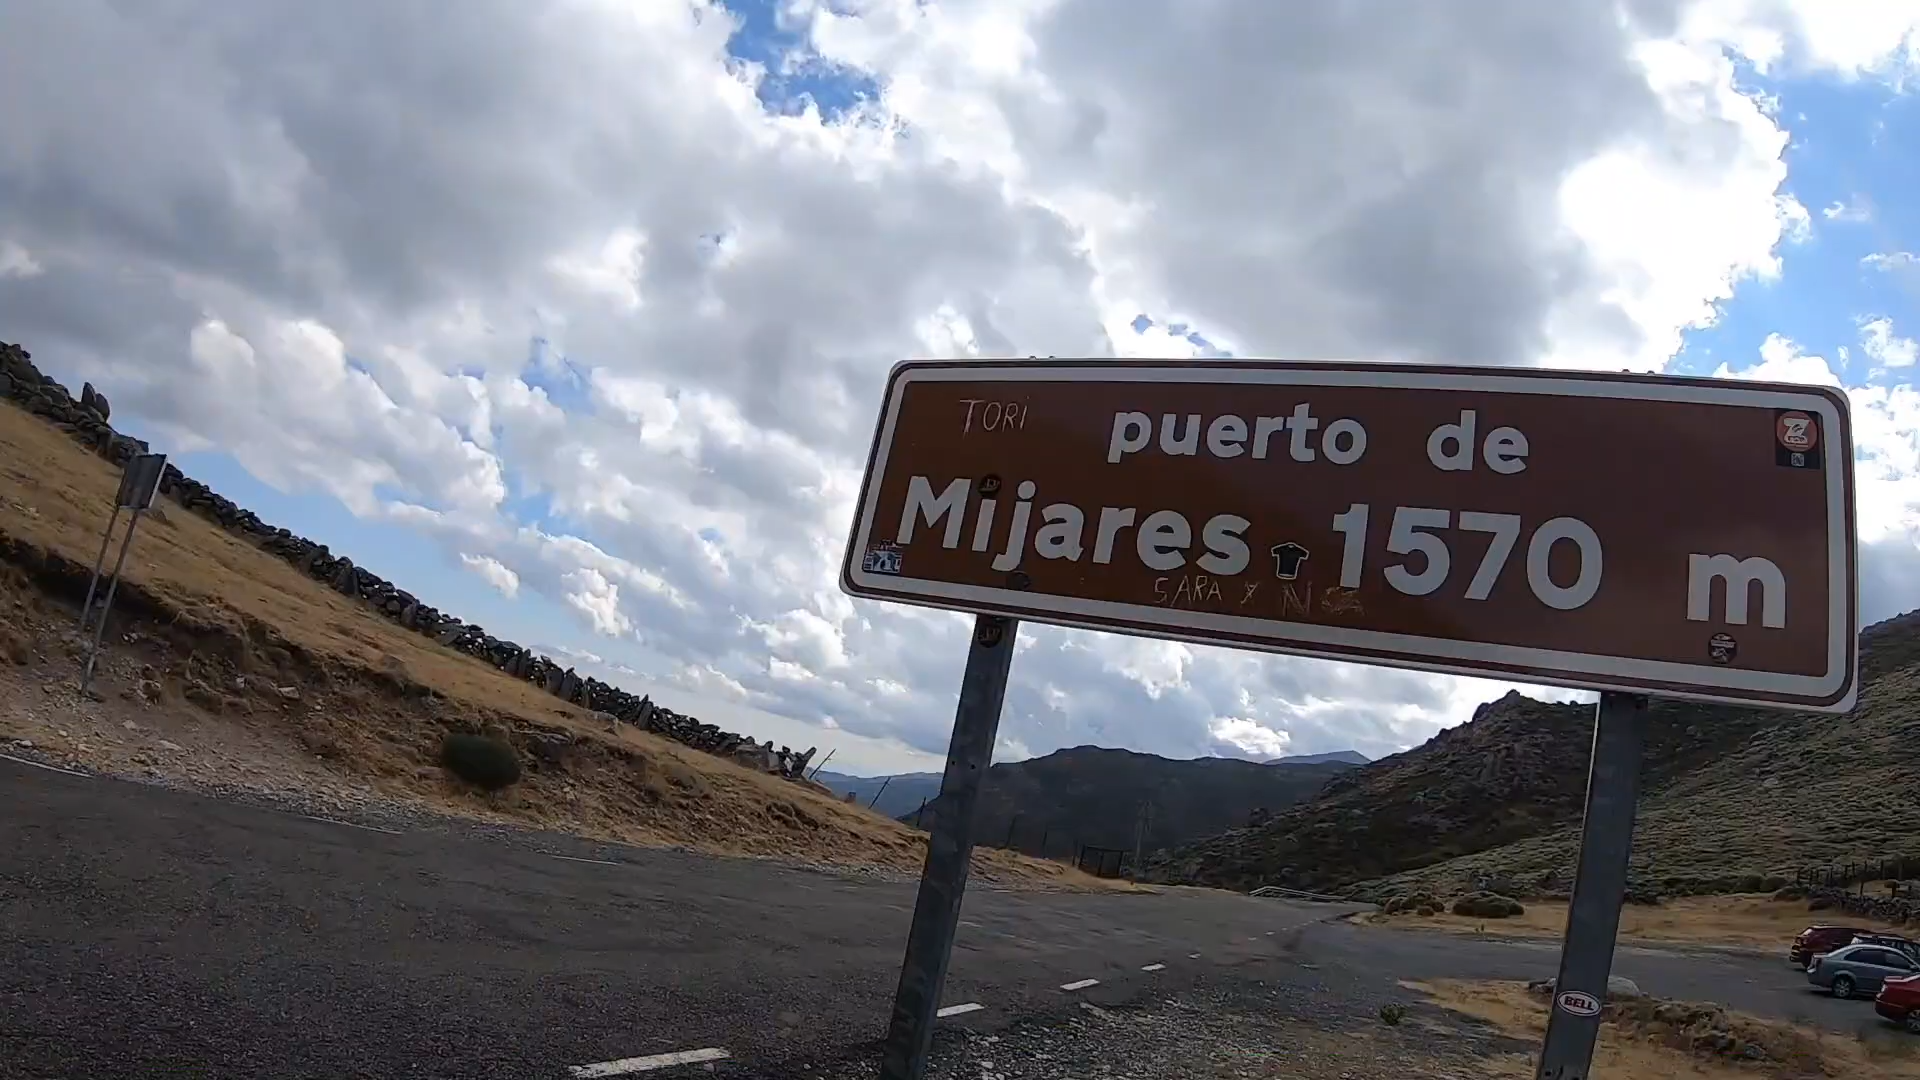 TORi
puerto de
Mijares 1570 m
SARA Y
BELL